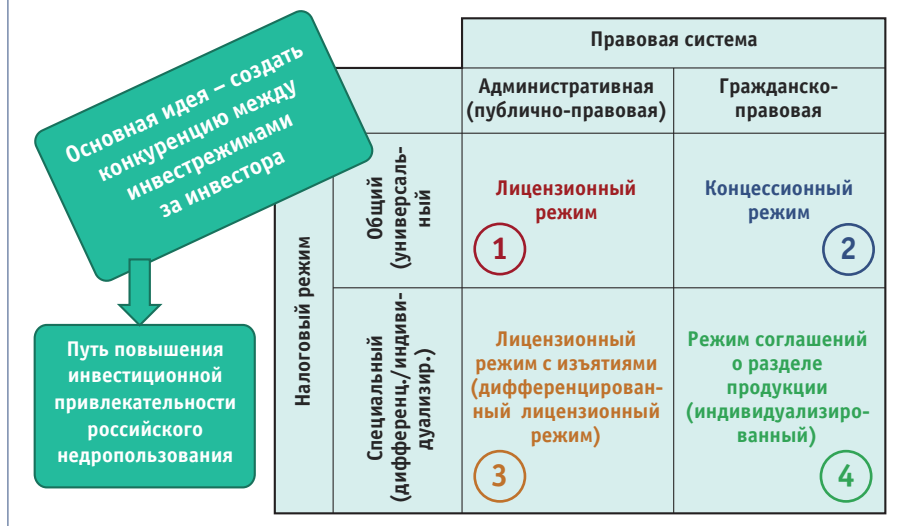 Основная идея – создать
конкуренцию между
инвестрежимами
за инвестора
Путь повышения
инвестиционной
привлекательности
российского
недропользования
Правовая система
Административная
(публично-правовая)
Гражданско-
правовая
Налоговый режим
Общий
(универсаль-
ный
Лицензионный
режим
1
Концессионный
режим
2
Специальный
(дифференц./индиви-
дуализир.)
Лицензионный
режим с изъятиями
(дифференцирован-
ный лицензионный
режим)
3
Режим соглашений
о разделе
продукции
(индивидуализиро-
ванный)
4